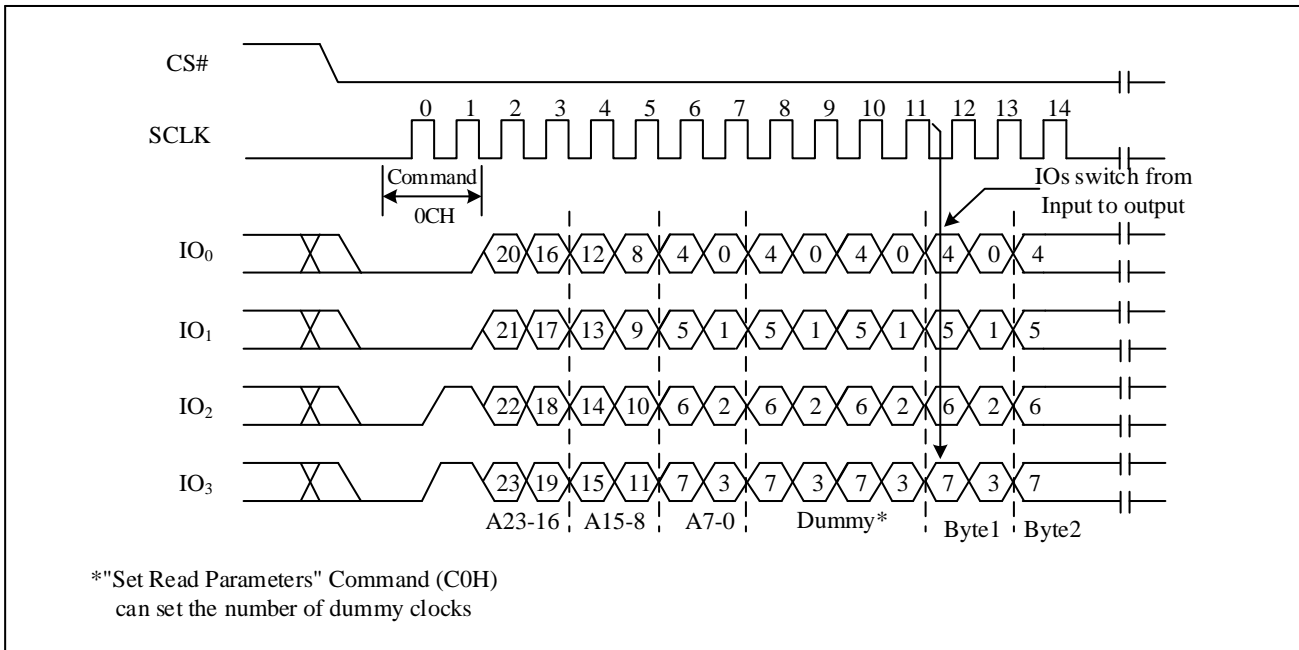 CS#
0 1 2 3 4 5 6 7 8 9 10 11 12 13 14
SCLK
Command
0CH
IOs switch from
Input to output
IO0 20 16 12 8 4 0 4 0 4 0 4 0 4
IO1 21 17 13 9 5 1 5 1 5 1 5 1 5
IO2 22 18 14 10 6 2 6 2 6 2 6 2 6
IO3 23 19 15 11 7 3 7 3 7 3 7 3 7
A23-16 A15-8 A7-0 Dummy* Byte1 Byte2
*"Set Read Parameters" Command (C0H)
can set the number of dummy clocks